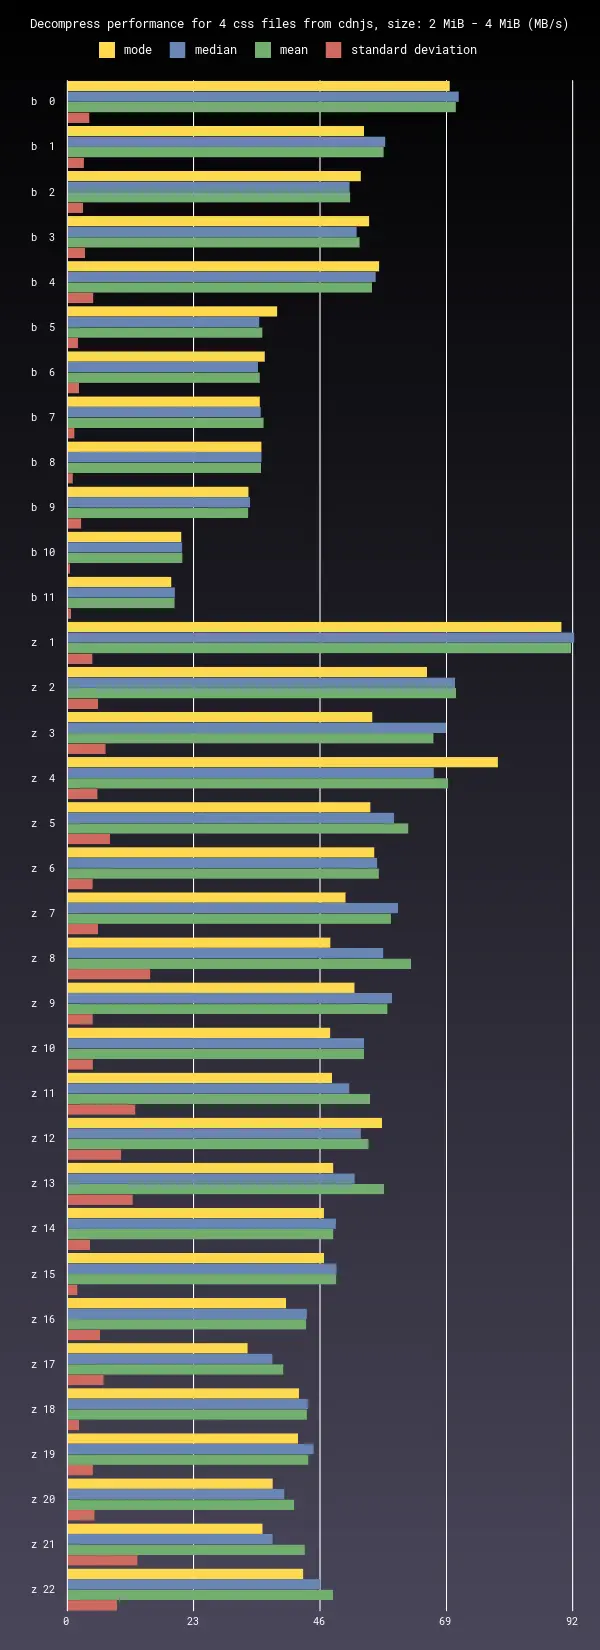 Decompress performance for 4 css files from cdnjs, size: 2 MiB - 4 MiB (MB/s)
mode median mean standard deviation
b 0
b 1
b 2
b 3
b 4
b 5
b 6
b 7
b 8
b 9
b 10
b 11
z 1
z 2
z 3
z 4
z 5
z 6
z 7
z 8
z 9
z 10
z 11
z 12
z 13
z 14
z 15
z 16
z 17
z 18
z 19
z 20
z 21
z 22
0 23 46 69 92